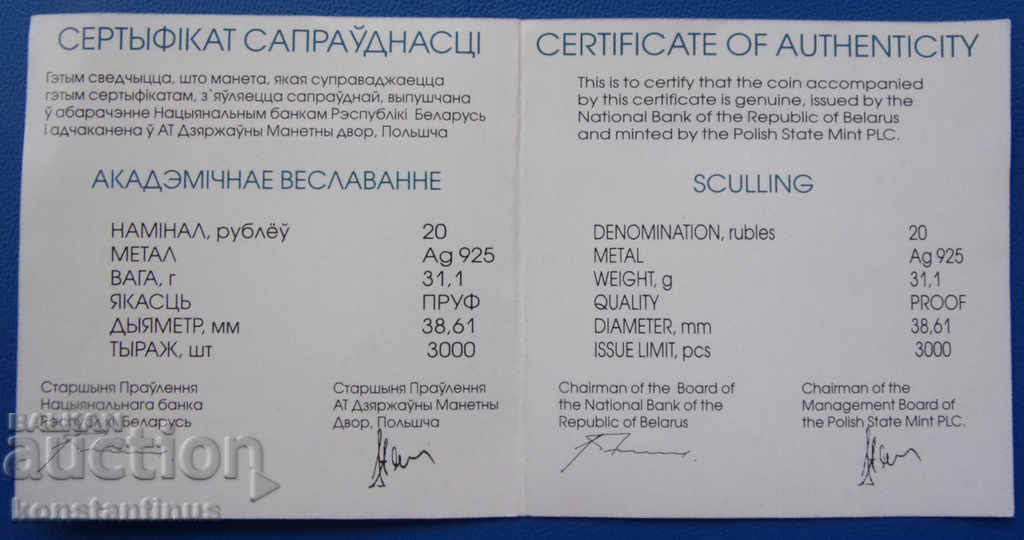 СЕРТЫФІКАТ САПРАЎДНАСЦІ
Гэтым сведчыцца, што манета, якая суправаджаецца
гэтым сертыфікатам, з`яўляецца сапраўднай, выпушчана
ў абарачэнне Нацыянальным банкам Рэспублікі Беларусь
і адчаканена ў АТ Дзяржаўны Манетны двор, Польшча
АКАДЭМІЧНАЕ ВЕСЛАВАННЕ
НАМІНАЛ, рублёў 20
МЕТАЛ Ag 925
ВАГА, г 31,1
ЯКАСЦЬ ПРУФ
ДЫЯМЕТР, мм 38,61
ТЫРАЖ, шт 3000
Старшыня Праўлення
Нацыянальнага банка
Рэспублікі Беларусь
Старшыня Праўлення
АТ Дзяржаўны Манетны
Двор, Польшча
CERTIFICATE OF AUTHENTICITY
This is to certify that the coin accompanied
by this certificate is genuine, issued by the
National Bank of the Republic of Belarus
and minted by the Polish State Mint PLC.
SCULLING
DENOMINATION, rubles 20
METAL Ag 925
WEIGHT, g 31,1
QUALITY PROOF
DIAMETER, mm 38,61
ISSUE LIMIT, pcs 3000
Chairman of the Board of
the National Bank of the
Republic of Belarus
Chairman of the
Management Board of
the Polish State Mint PLC.
BALKAN
auction
konstantinus